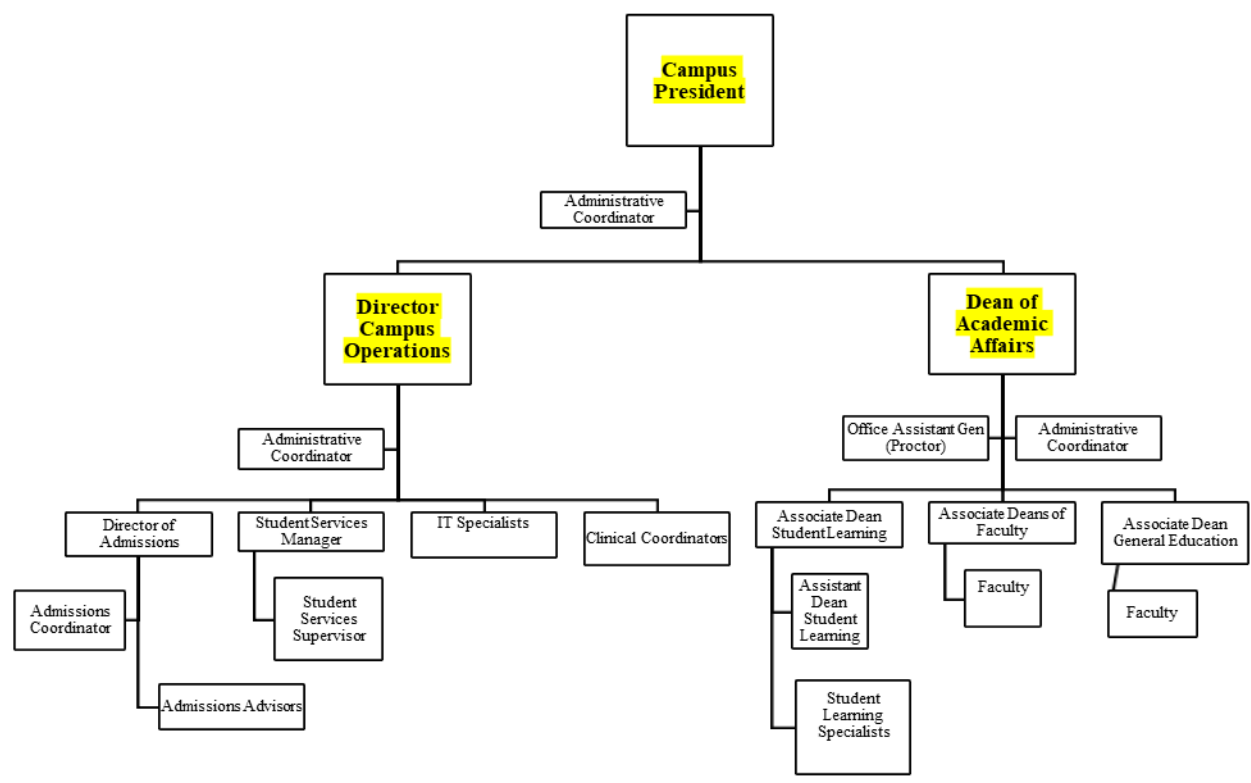 Campus
President
Administrative
Coordinator
Director
Campus
Operations
Dean of
Academic
Affairs
Administrative
Coordinator
Office Assistant Gen
(Proctor)
Administrative
Coordinator
Director of
Admissions
Student Services
Manager
IT Specialists
Clinical Coordinators
Associate Dean
Student Learning
Associate Deans of
Faculty
Associate Dean
General Education
Admissions
Coordinator
Student
Services
Supervisor
Assistant
Dean
Student
Learning
Faculty
Faculty
Admissions Advisors
Student
Learning
Specialists